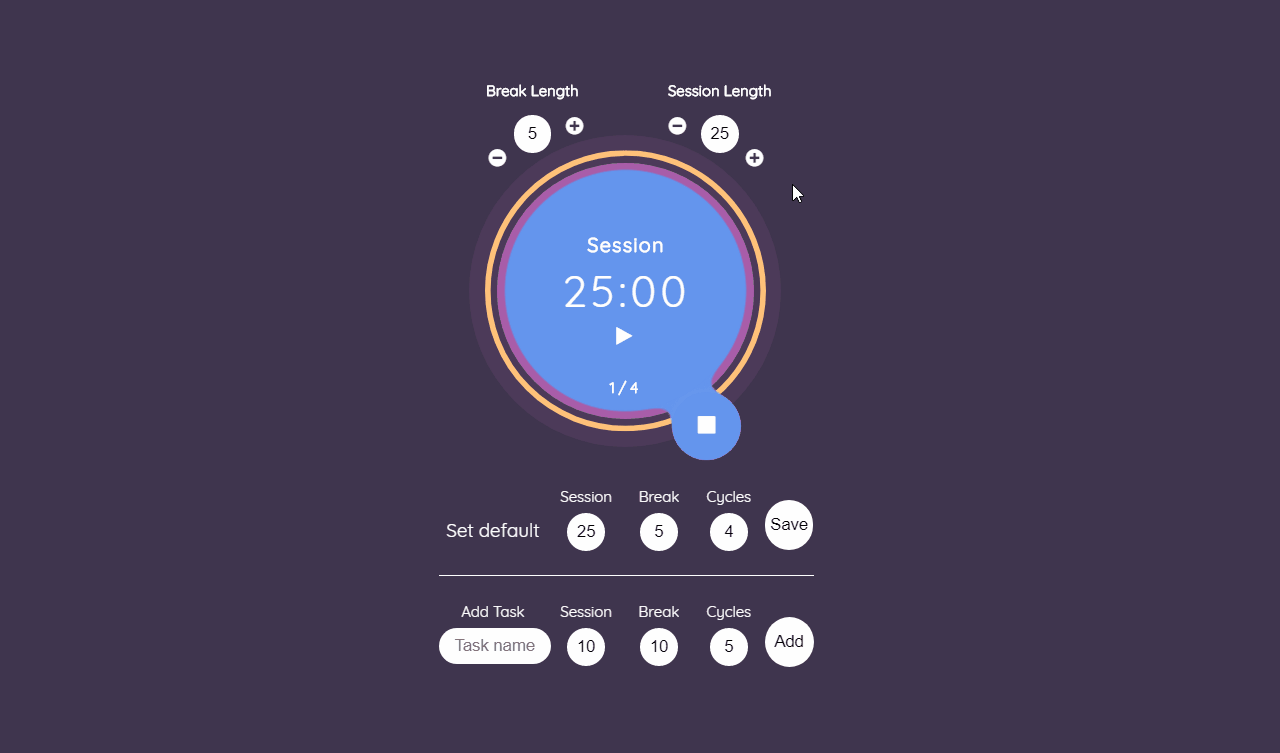 Break Length Session Length
5 25
Session
25:00
1 / 4
Session Break Cycles
Set default 25 5 4 Save
Add Task Session Break Cycles
Task name 10 10 5 Add